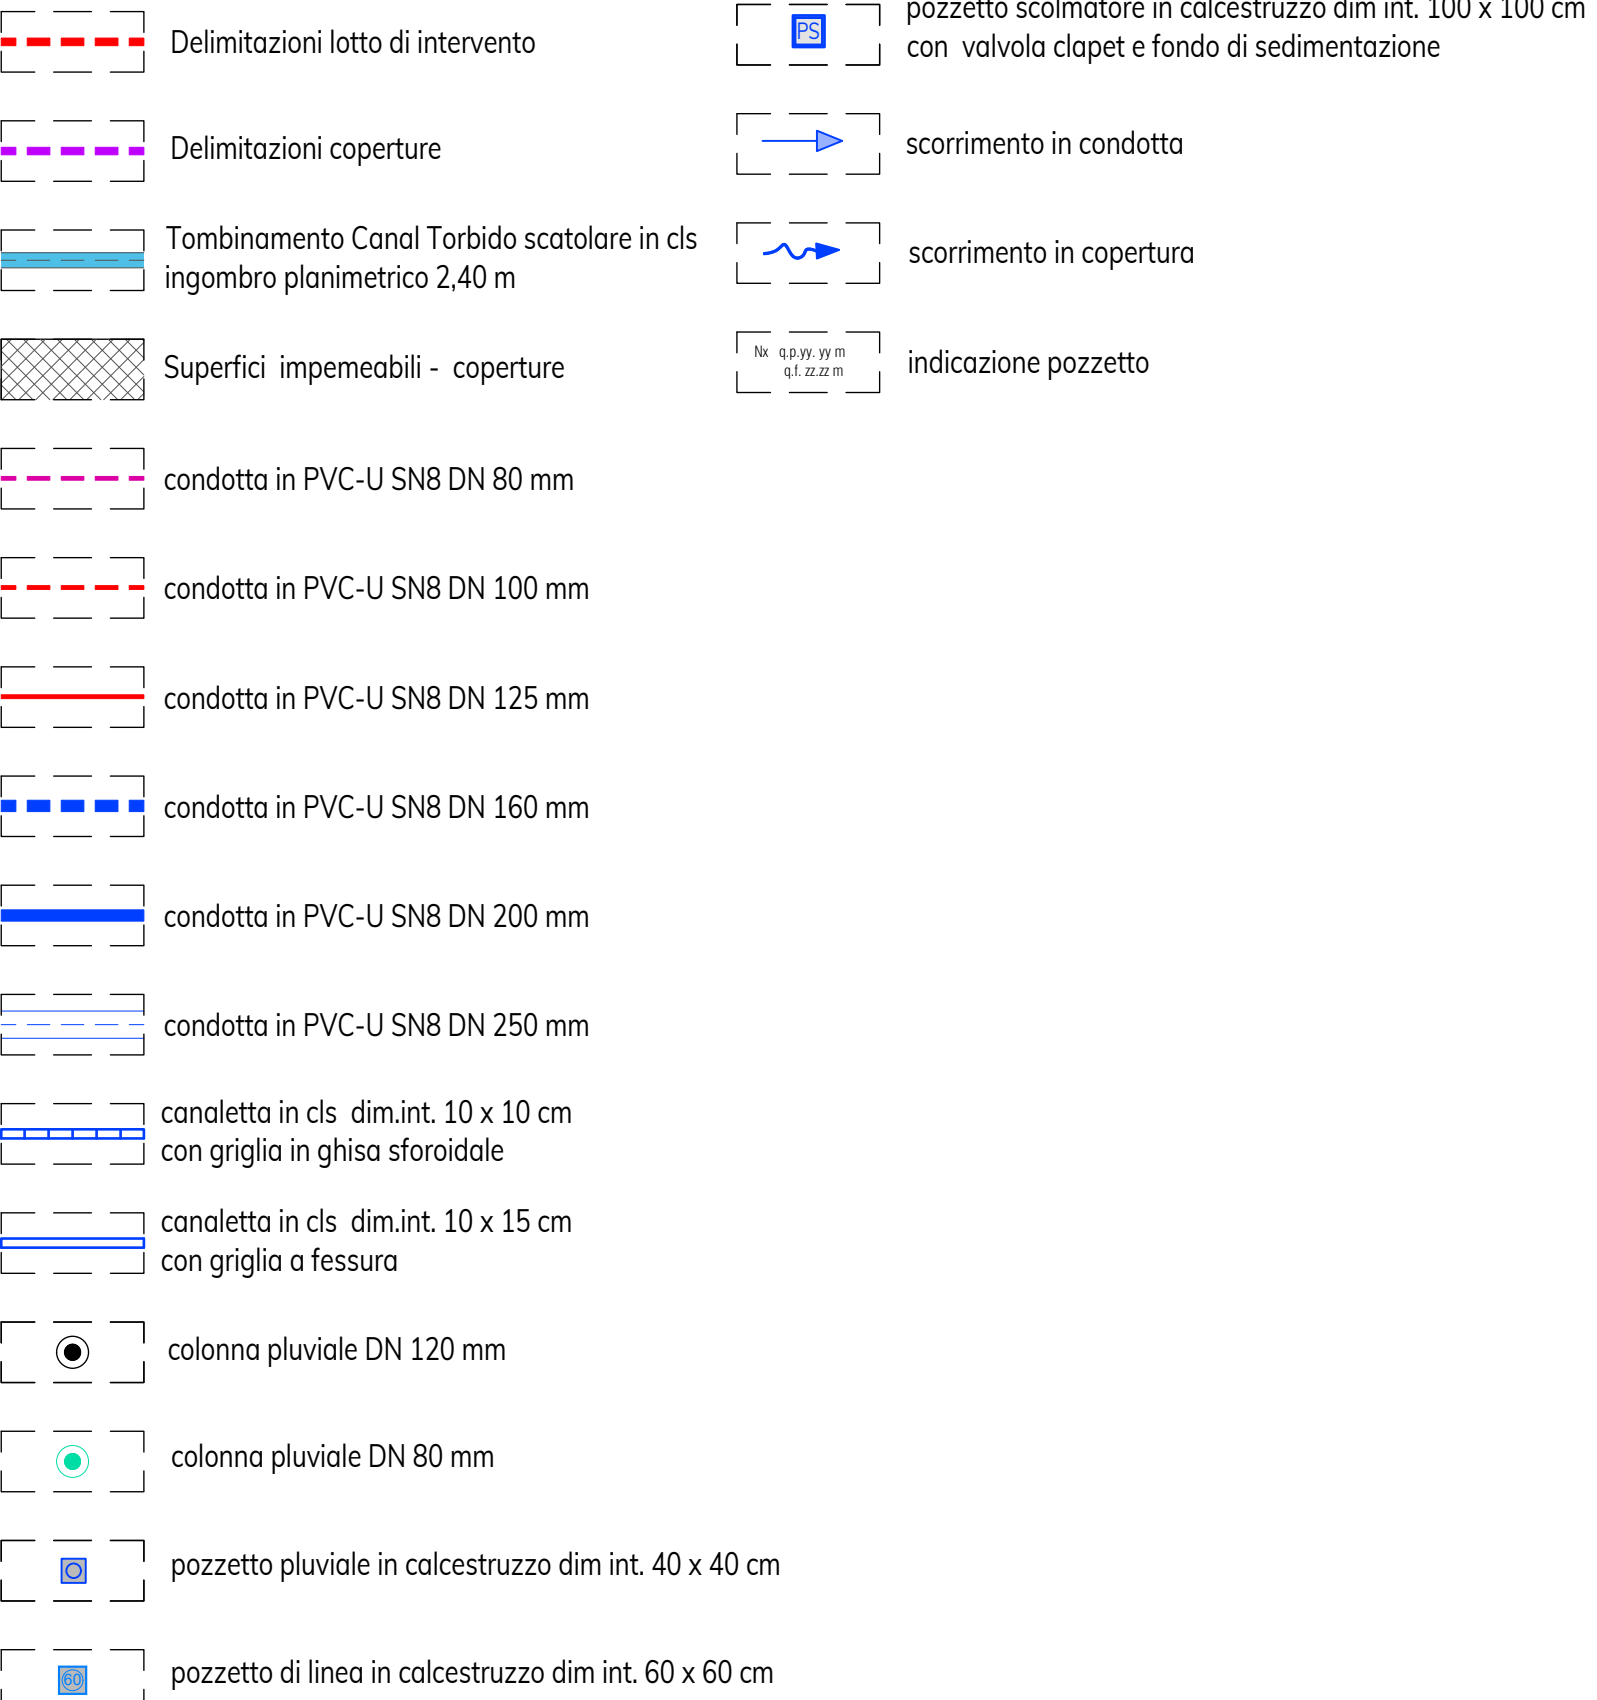 Delimitazioni lotto di intervento
Delimitazioni coperture
Tombinamento Canal Torbido scatolare in cls
ingombro planimetrico 2,40 m
Superfici impemeabili - coperture
condotta in PVC-U SN8 DN 80 mm
condotta in PVC-U SN8 DN 100 mm
condotta in PVC-U SN8 DN 125 mm
condotta in PVC-U SN8 DN 160 mm
condotta in PVC-U SN8 DN 200 mm
condotta in PVC-U SN8 DN 250 mm
canaletta in cls dim.int. 10 x 10 cm
con griglia in ghisa sforoidale
canaletta in cls dim.int. 10 x 15 cm
con griglia a fessura
colonna pluviale DN 120 mm
colonna pluviale DN 80 mm
pozzetto pluviale in calcestruzzo dim int. 40 x 40 cm
60
pozzetto di linea in calcestruzzo dim int. 60 x 60 cm
PS
pozzetto scolmatore in calcestruzzo dim int. 100 x 100 cm
con valvola clapet e fondo di sedimentazione
scorrimento in condotta
scorrimento in copertura
Nx q.p.yy. yy m
q.f. zz.zz m
indicazione pozzetto